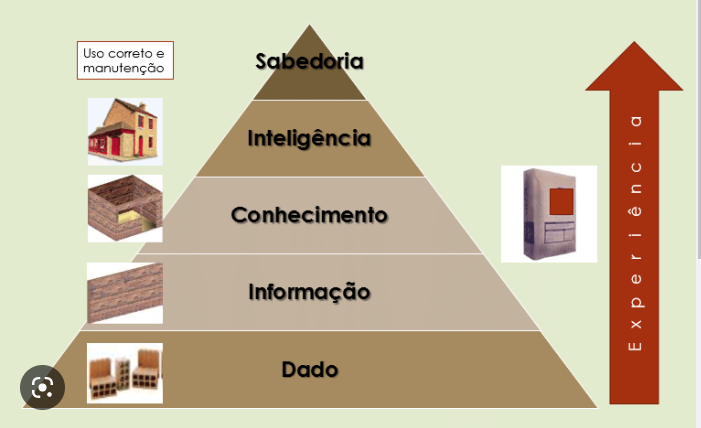 Uso correto e
manutenção
Sabedoria
Inteligência
Conhecimento
Informação
Dado
Experiência